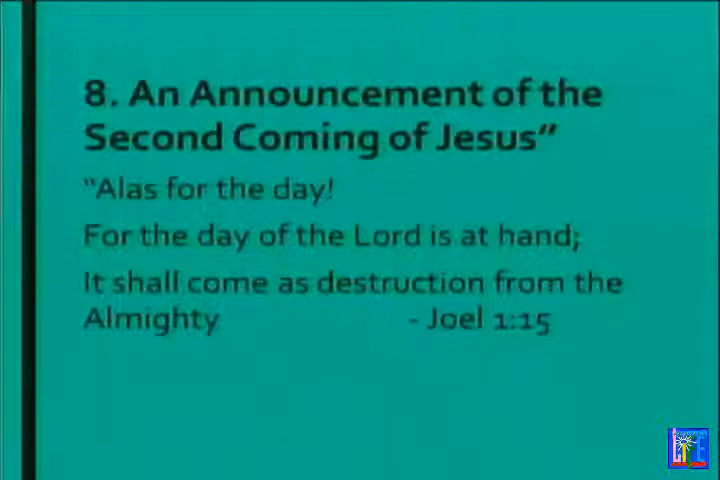 8. An Announcement of the
Second Coming of Jesus”
“Alas for the day!
For the day of the Lord is at hand;
It shall come as destruction from the
Almighty - Joel 1:15